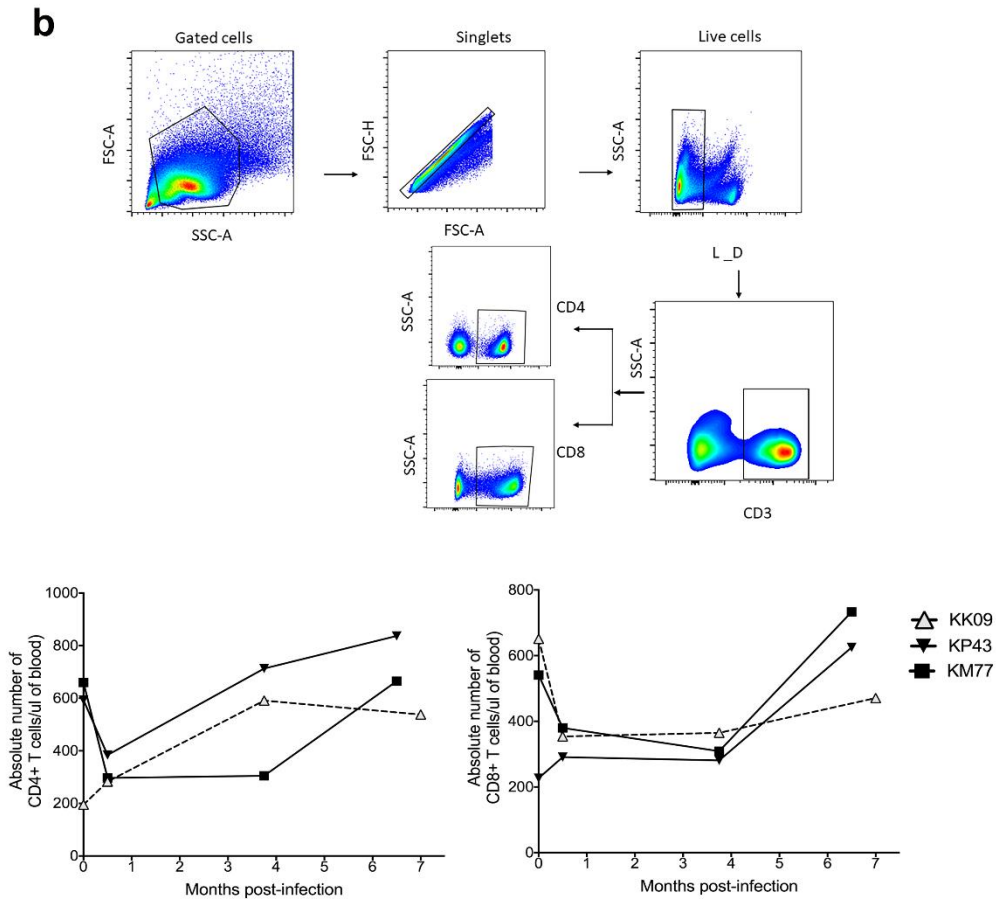 b
Gated cells
Singlets
Live cells
FSC-A
SSC-A
FSC-H
FSC-A
SSC-A
L _D
SSC-A
CD4
SSC-A
CD8
SSC-A
CD3
Absolute number of
CD4+ T cells/ul of blood)
1000
800
600
400
200
0
0 1 2 3 4 5 6 7
Months post-infection
Absolute number of
CD8+ T cells/ul of blood)
800
600
400
200
0
0 1 2 3 4 5 6 7
Months post-infection
KK09
KP43
KM77